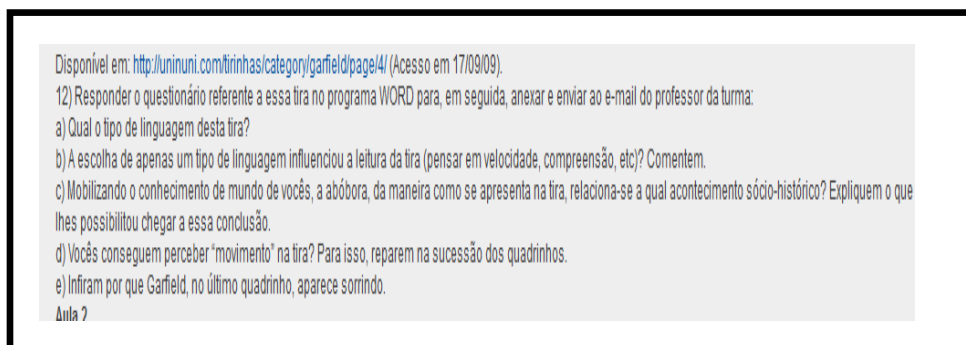 Disponível em: http://uninuni.com/tirinhas/category/garfield/page/4/ (Acesso em 17/09/09).
12) Responder o questionário referente a essa tira no programa WORD para, em seguida, anexar e enviar ao e-mail do professor da turma:
a) Qual o tipo de linguagem desta tira?
b) A escolha de apenas um tipo de linguagem influenciou a leitura da tira (pensar em velocidade, compreensão, etc)? Comentem.
c) Mobilizando o conhecimento de mundo de vocês, a abóbora, da maneira como se apresenta na tira, relaciona-se a qual acontecimento sócio-histórico? Expliquem o que
lhes possibilitou chegar a essa conclusão.
d) Vocês conseguem perceber “movimento” na tira? Para isso, reparem na sucessão dos quadrinhos.
e) Infiram por que Garfield, no último quadrinho, aparece sorrindo.
Aula 2